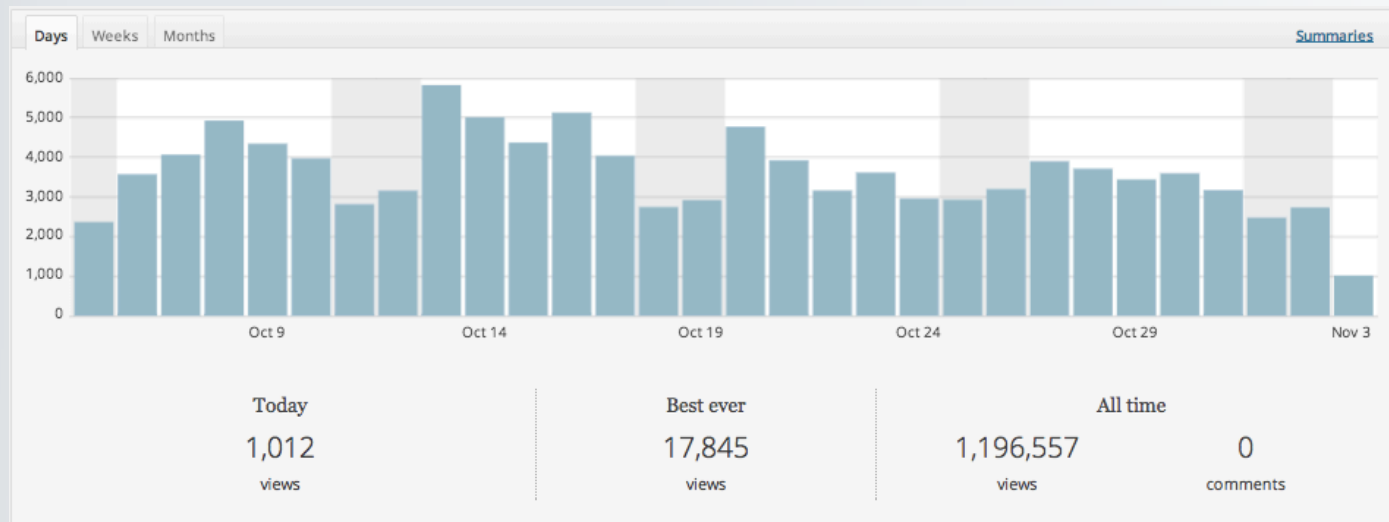 Days Weeks Months Summaries
6,000
5,000
4,000
3,000
2,000
1,000
0
Oct 9 Oct 14 Oct 19 Oct 24 Oct 29 Nov 3
Today Best ever All time
1,012 17,845 1,196,557 0
views views views comments